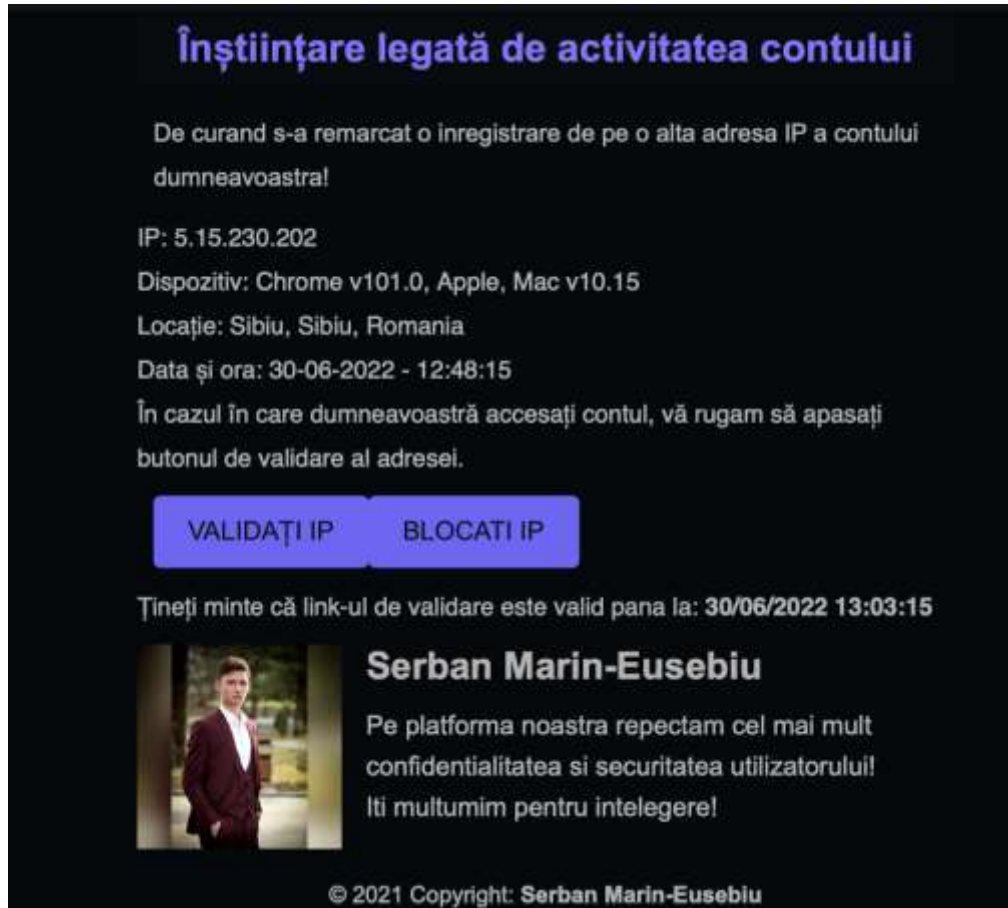 Înștiințare legată de activitatea contului
De curand s-a remarcat o inregistrare de pe o alta adresa IP a contului
dumneavoastra!
IP: 5.15.230.202
Dispozitiv: Chrome v101.0, Apple, Mac v10.15
Locație: Sibiu, Sibiu, Romania
Data și ora: 30-06-2022 - 12:48:15
În cazul în care dumneavoastră accesați contul, vă rugam să apasați
butonul de validare al adresei.
VALIDAȚI IP BLOCATI IP
Țineți minte că link-ul de validare este valid pana la: 30/06/2022 13:03:15
Serban Marin-Eusebiu
Pe platforma noastra repectam cel mai mult
confidentialitatea si securitatea utilizatorului!
Iti multumim pentru intelegere!
© 2021 Copyright: Serban Marin-Eusebiu